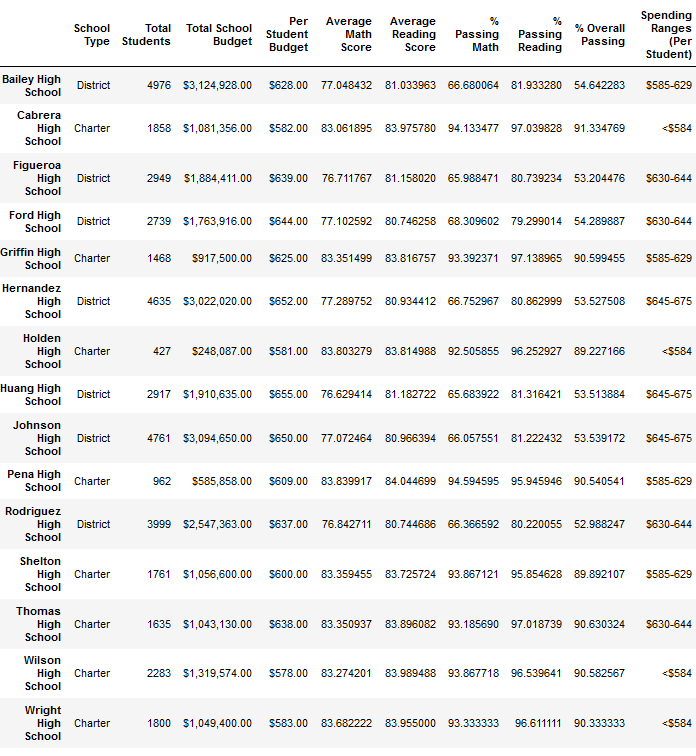 School Type Total Students Total School Budget Per Student Budget Average Math Score Average Reading Score % Passing Math % Passing Reading % Overall Passing Spending Ranges (Per Student)
Bailey High School District 4976 $3,124,928.00 $628.00 77.048432 81.033963 66.680064 81.933280 54.642283 $585-629
Cabrera High School Charter 1858 $1,081,356.00 $582.00 83.061895 83.975780 94.133477 97.039828 91.334769 <$584
Figueroa High School District 2949 $1,884,411.00 $639.00 76.711767 81.158020 65.988471 80.739234 53.204476 $630-644
Ford High School District 2739 $1,763,916.00 $644.00 77.102592 80.746258 68.309602 79.299014 54.289887 $630-644
Griffin High School Charter 1468 $917,500.00 $625.00 83.351499 83.816757 93.392371 97.138965 90.599455 $585-629
Hernandez High School District 4635 $3,022,020.00 $652.00 77.289752 80.934412 66.752967 80.862999 53.527508 $645-675
Holden High School Charter 427 $248,087.00 $581.00 83.803279 83.814988 92.505855 96.252927 89.227166 <$584
Huang High School District 2917 $1,910,635.00 $655.00 76.629414 81.182722 65.683922 81.316421 53.513884 $645-675
Johnson High School District 4761 $3,094,650.00 $650.00 77.072464 80.966394 66.057551 81.222432 53.539172 $645-675
Pena High School Charter 962 $585,858.00 $609.00 83.839917 84.044699 94.594595 95.945946 90.540541 $585-629
Rodriguez High School District 3999 $2,547,363.00 $637.00 76.842711 80.744686 66.366592 80.220055 52.988247 $630-644
Shelton High School Charter 1761 $1,056,600.00 $600.00 83.359455 83.725724 93.867121 95.854628 89.892107 $585-629
Thomas High School Charter 1635 $1,043,130.00 $638.00 83.350937 83.896082 93.185690 97.018739 90.630324 $630-644
Wilson High School Charter 2283 $1,319,574.00 $578.00 83.274201 83.989488 93.867718 96.539641 90.582567 <$584
Wright High School Charter 1800 $1,049,400.00 $583.00 83.682222 83.955000 93.333333 96.611111 90.333333 <$584